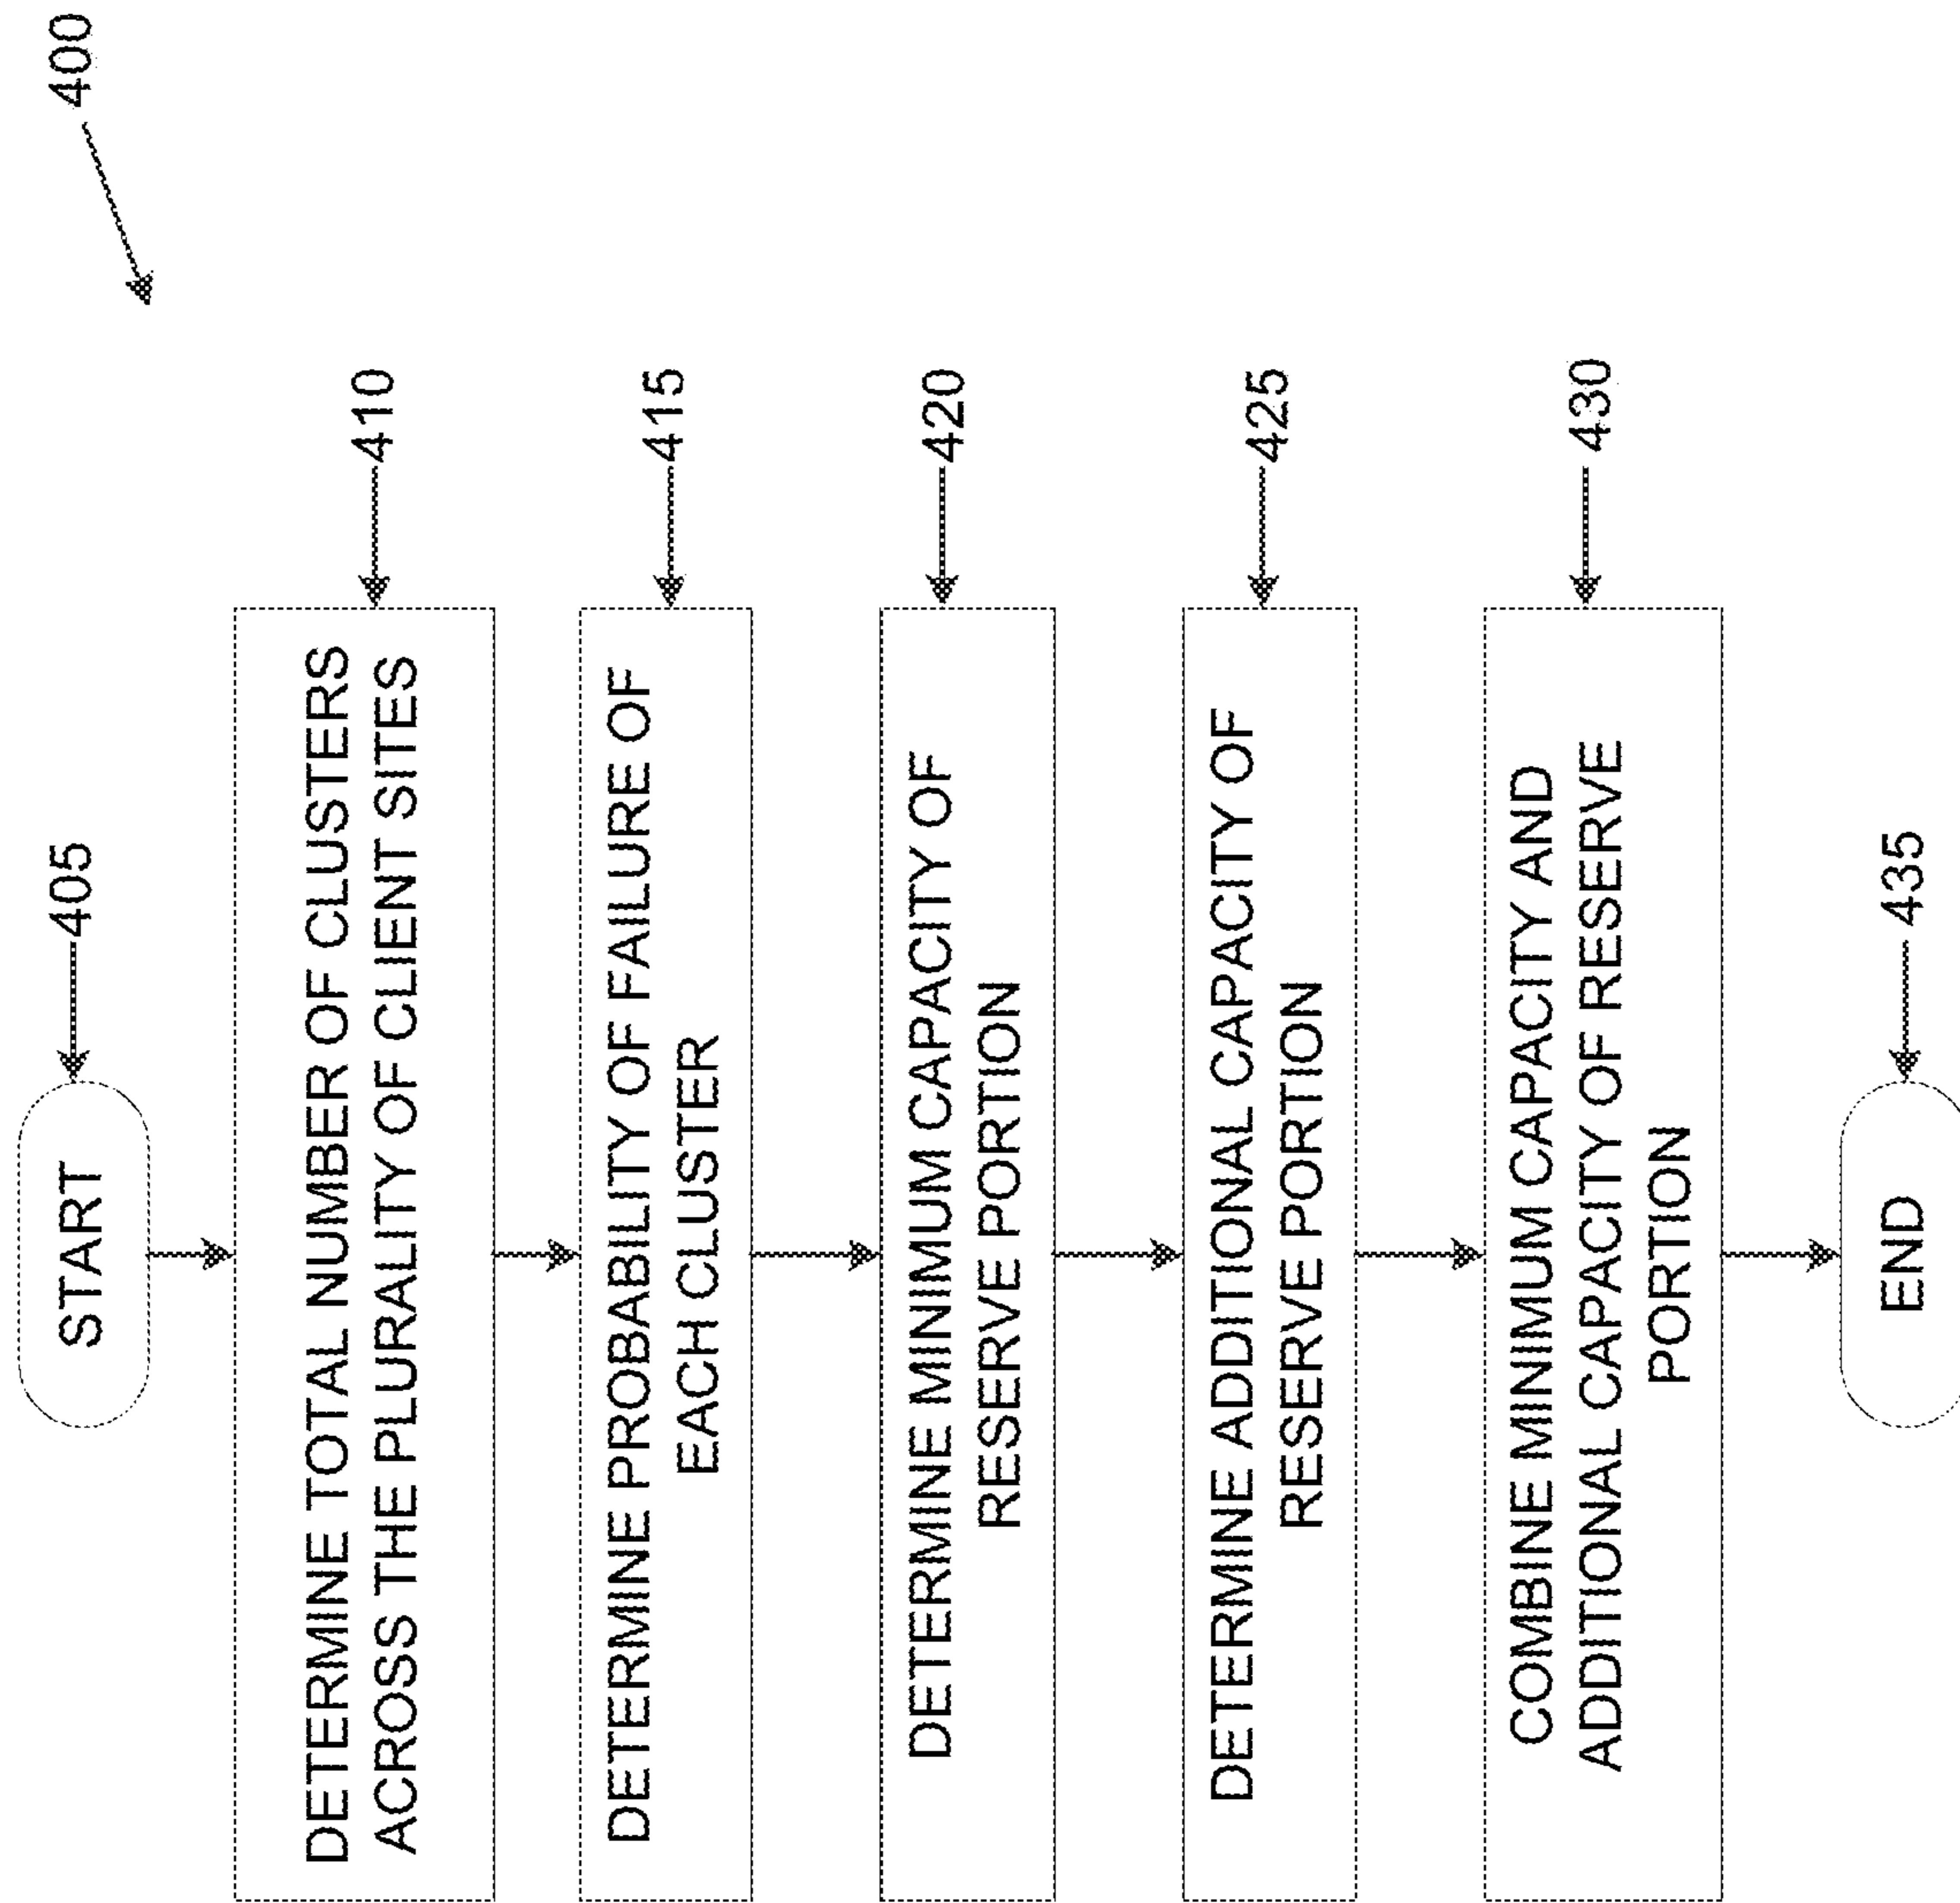 400
START
405
DETERMINE TOTAL NUMBER OF CLUSTERS
ACROSS THE PLURALITY OF CLIENT SITES
410
DETERMINE PROBABILITY OF FAILURE OF
EACH CLUSTER
415
DETERMINE MINIMUM CAPACITY OF
RESERVE PORTION
420
DETERMINE ADDITIONAL CAPACITY OF
RESERVE PORTION
425
COMBINE MINIMUM CAPACITY AND
ADDITIONAL CAPACITY OF RESERVE
PORTION
430
END
435